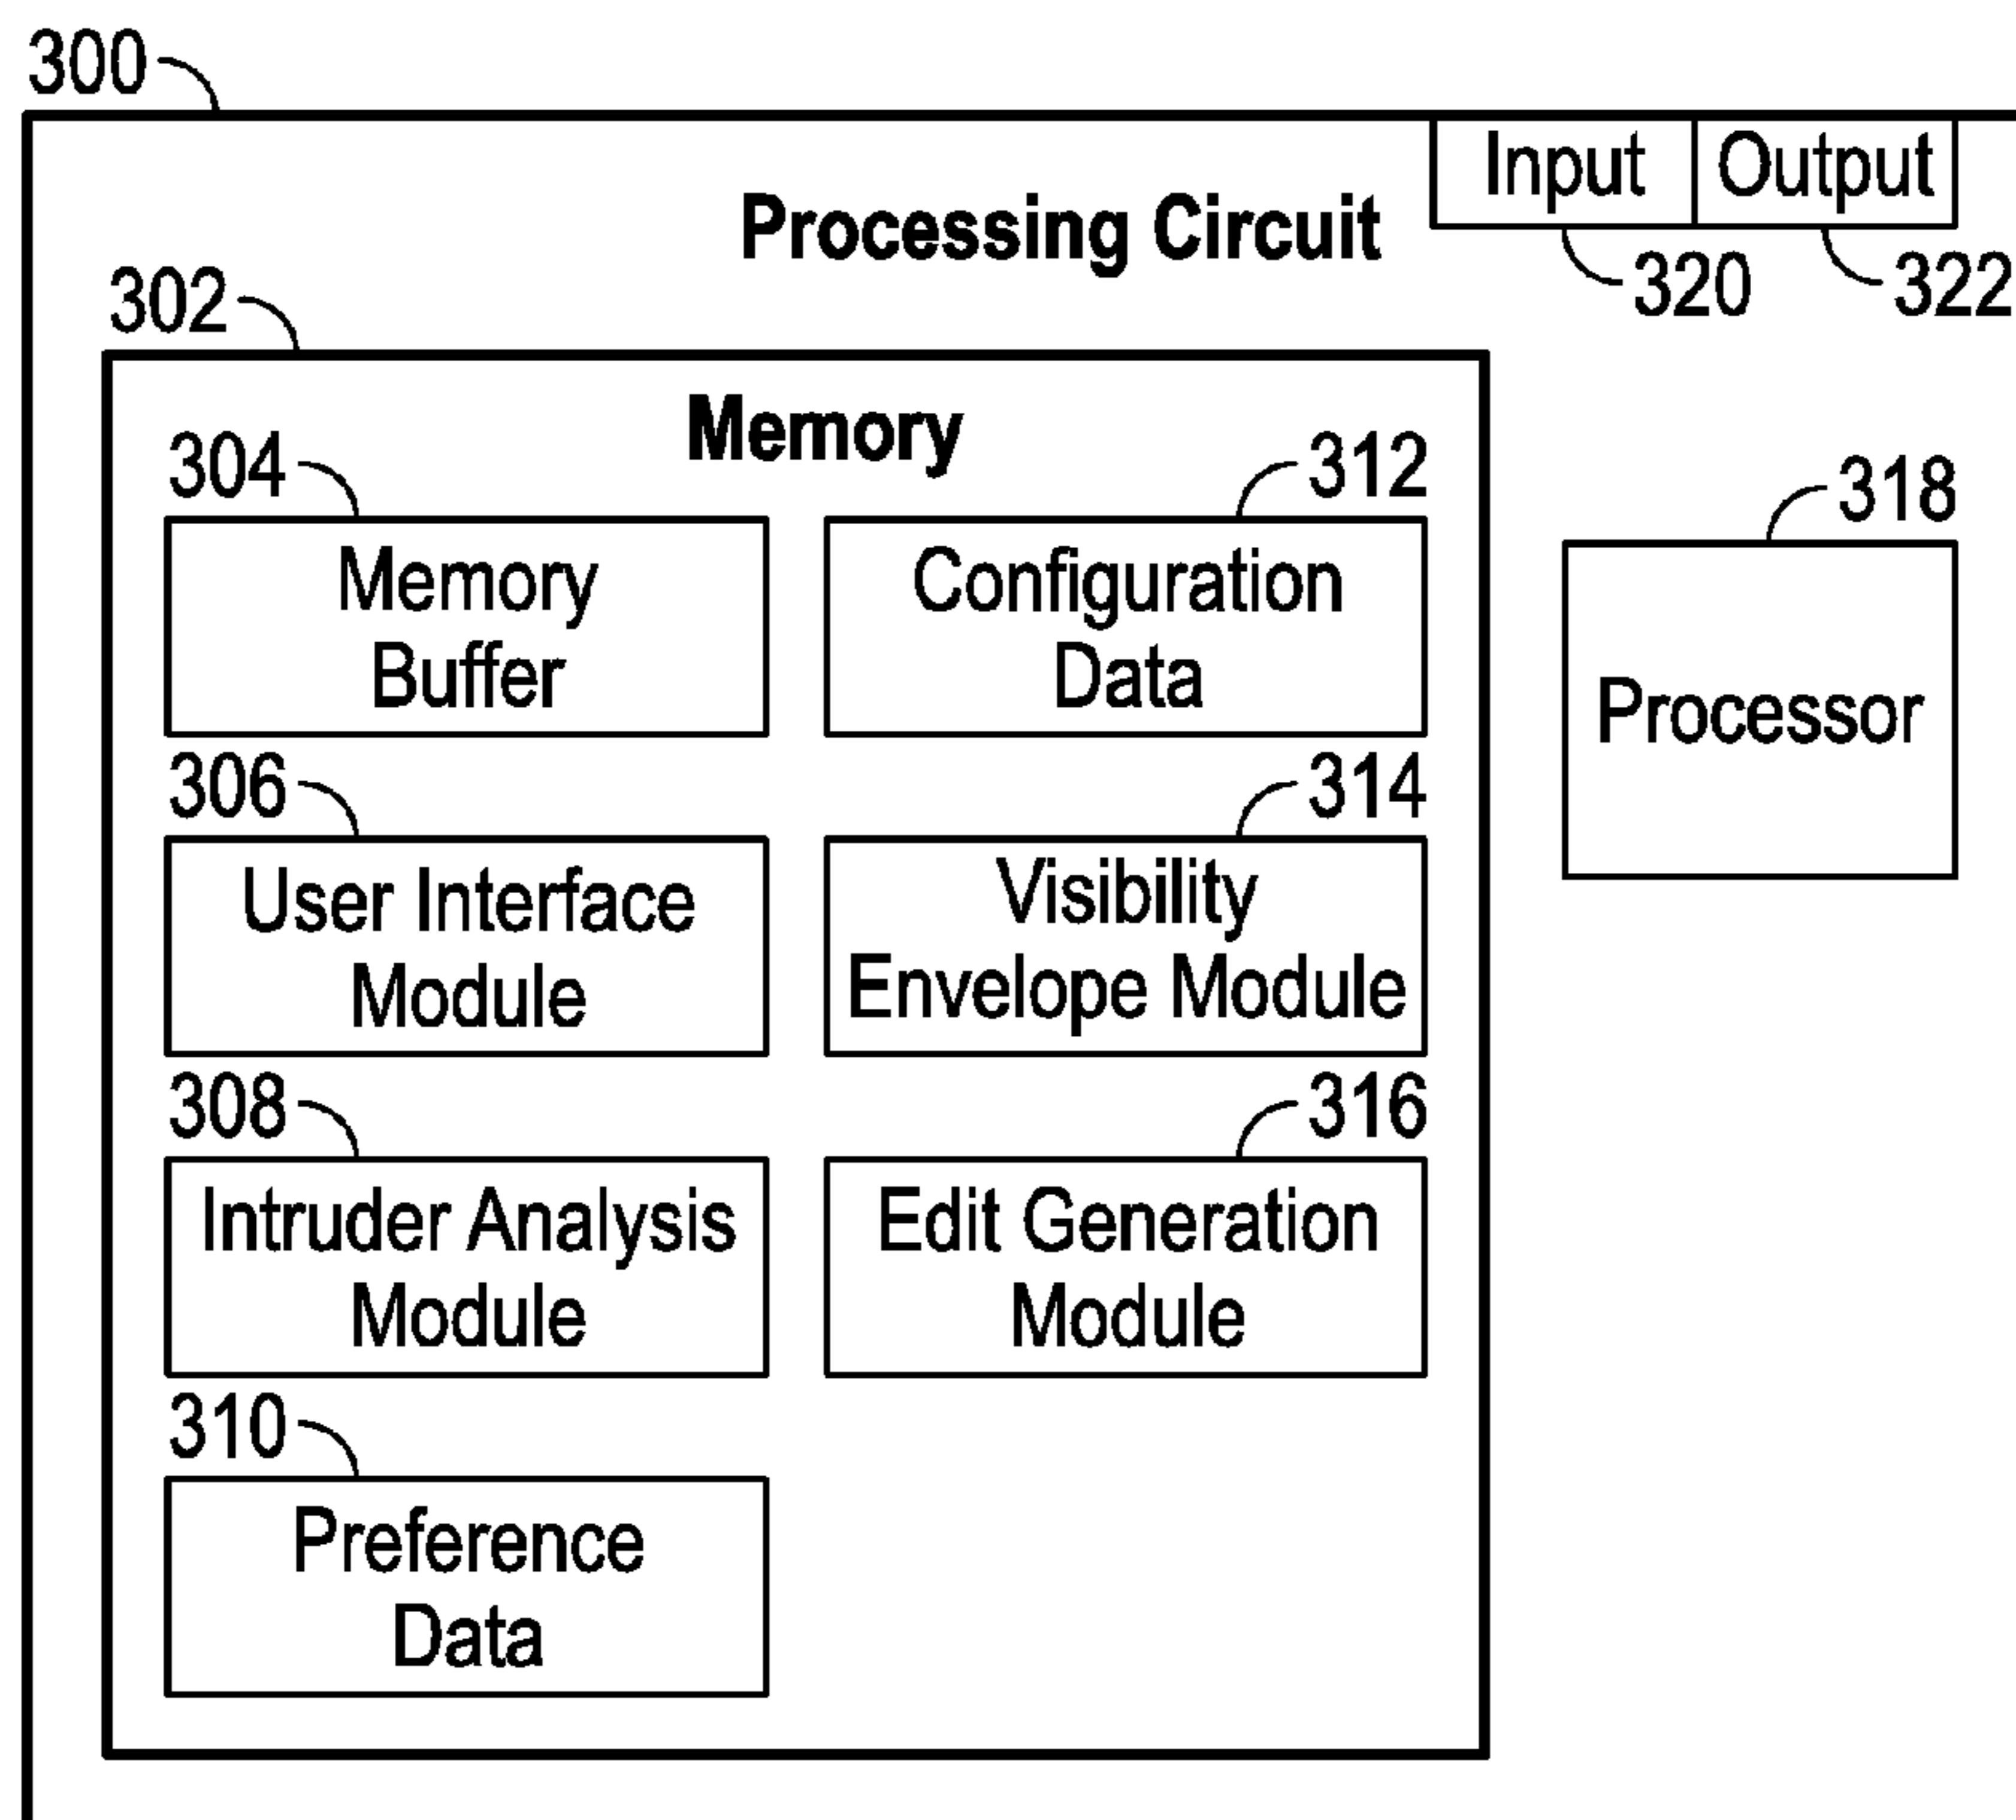 300
Input Output
Processing Circuit
320 322
302
Memory
304
312
318
Memory
Buffer
Configuration
Data
Processor
306
314
User Interface
Module
Visibility
Envelope Module
308
316
Intruder Analysis
Module
Edit Generation
Module
310
Preference
Data